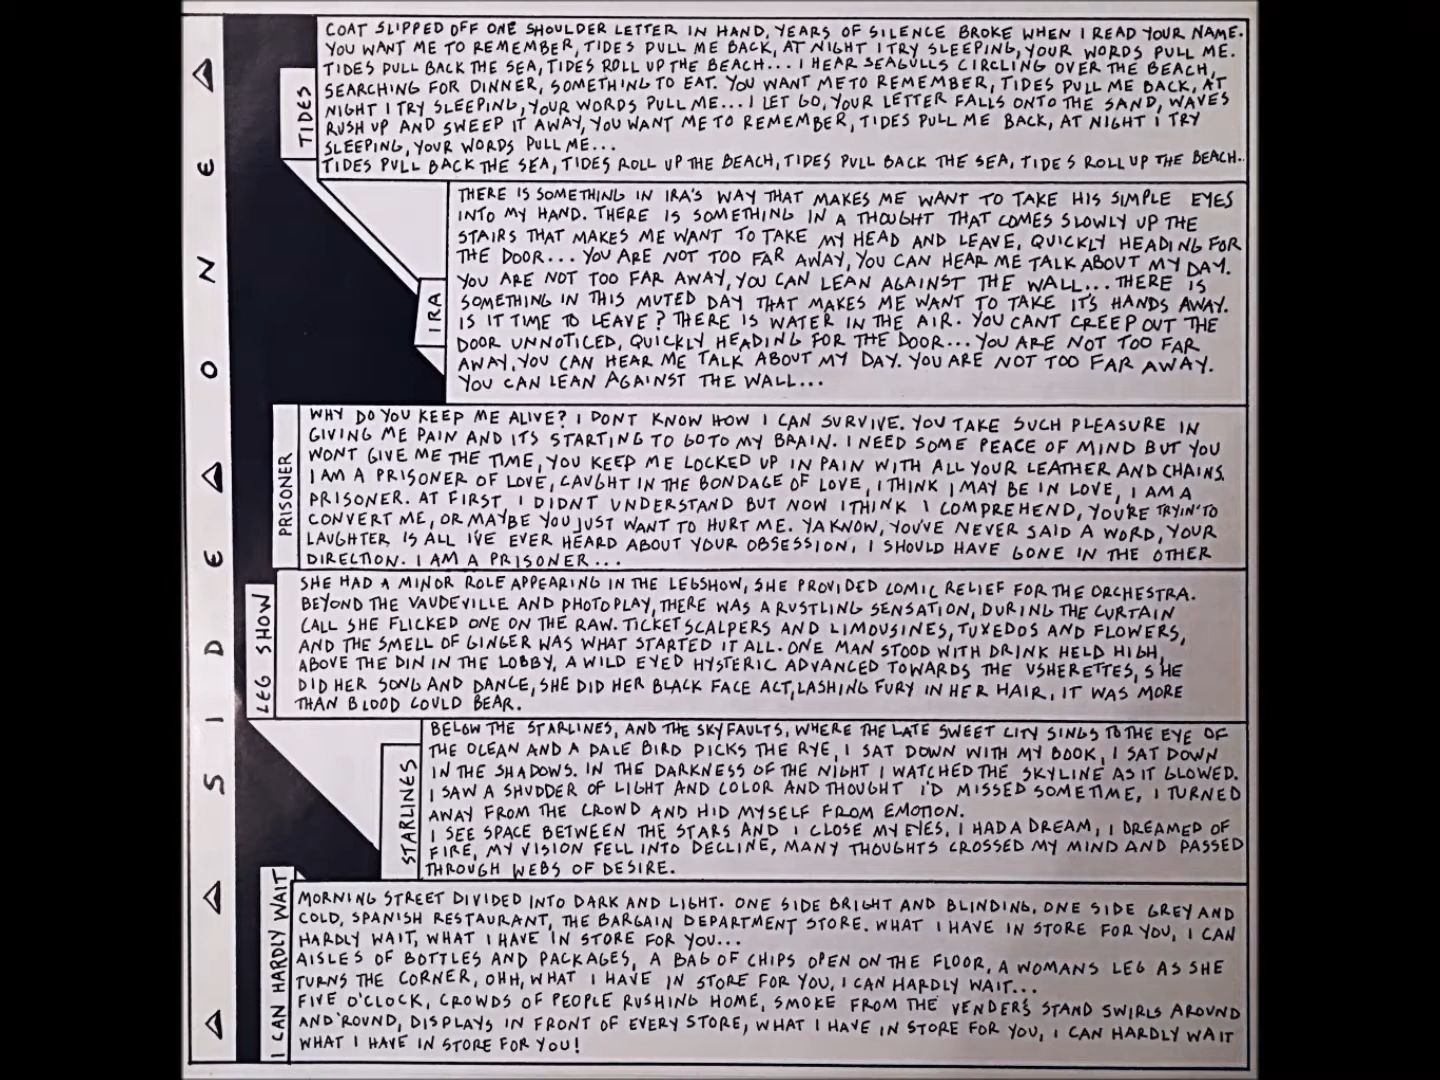 SIDE ONE
TIDES
COAT SLIPPED OFF ONE SHOULDER LETTER IN HAND, YEARS OF SILENCE BROKE WHEN I READ YOUR NAME.
YOU WANT ME TO REMEMBER, TIDES PULL ME BACK, AT NIGHT I TRY SLEEPING, YOUR WORDS PULL ME.
TIDES PULL BACK THE SEA, TIDES ROLL UP THE BEACH... I HEAR SEAGULLS CIRCLING OVER THE BEACH,
SEARCHING FOR DINNER, SOMETHING TO EAT. YOU WANT ME TO REMEMBER, TIDES PULL ME BACK, AT
NIGHT I TRY SLEEPING, YOUR WORDS PULL ME... I LET GO, YOUR LETTER FALLS ONTO THE SAND, WAVES
RUSH UP AND SWEEP IT AWAY, YOU WANT ME TO REMEMBER, TIDES PULL ME BACK, AT NIGHT I TRY
SLEEPING, YOUR WORDS PULL ME...
TIDES PULL BACK THE SEA, TIDES ROLL UP THE BEACH, TIDES PULL BACK THE SEA, TIDES ROLL UP THE BEACH..
IRA
THERE IS SOMETHING IN IRA'S WAY THAT MAKES ME WANT TO TAKE HIS SIMPLE EYES
INTO MY HAND. THERE IS SOMETHING IN A THOUGHT THAT COMES SLOWLY UP THE
STAIRS THAT MAKES ME WANT TO TAKE MY HEAD AND LEAVE, QUICKLY HEADING FOR
THE DOOR... YOU ARE NOT TOO FAR AWAY, YOU CAN HEAR ME TALK ABOUT MY DAY.
YOU ARE NOT TOO FAR AWAY, YOU CAN LEAN AGAINST THE WALL... THERE IS
SOMETHING IN THIS MUTED DAY THAT MAKES ME WANT TO TAKE IT'S HANDS AWAY.
IS IT TIME TO LEAVE? THERE IS WATER IN THE AIR. YOU CANT CREEP OUT THE
DOOR UNNOTICED, QUICKLY HEADING FOR THE DOOR... YOU ARE NOT TOO FAR
AWAY, YOU CAN HEAR ME TALK ABOUT MY DAY. YOU ARE NOT TOO FAR AWAY.
YOU CAN LEAN AGAINST THE WALL...
PRISONER
WHY DO YOU KEEP ME ALIVE? I DONT KNOW HOW I CAN SURVIVE. YOU TAKE SUCH PLEASURE IN
GIVING ME PAIN AND ITS STARTING TO GO TO MY BRAIN. I NEED SOME PEACE OF MIND BUT YOU
WONT GIVE ME THE TIME, YOU KEEP ME LOCKED UP IN PAIN WITH ALL YOUR LEATHER AND CHAINS.
I AM A PRISONER OF LOVE, CAUGHT IN THE BONDAGE OF LOVE, I THINK I MAY BE IN LOVE, I AM A
PRISONER. AT FIRST I DIDNT UNDERSTAND BUT NOW I THINK I COMPREHEND, YOU'RE TRYIN' TO
CONVERT ME, OR MAYBE YOU JUST WANT TO HURT ME. YA KNOW, YOU'VE NEVER SAID A WORD, YOUR
LAUGHTER IS ALL I'VE EVER HEARD ABOUT YOUR OBSESSION, I SHOULD HAVE GONE IN THE OTHER
DIRECTION. I AM A PRISONER...
LEG SHOW
SHE HAD A MINOR ROLE APPEARING IN THE LEGSHOW, SHE PROVIDED COMIC RELIEF FOR THE ORCHESTRA.
BEYOND THE VAUDEVILLE AND PHOTOPLAY, THERE WAS A RUSTLING SENSATION, DURING THE CURTAIN
CALL SHE FLICKED ONE ON THE RAW. TICKET SCALPERS AND LIMOUSINES, TUXEDOS AND FLOWERS,
AND THE SMELL OF GINGER WAS WHAT STARTED IT ALL. ONE MAN STOOD WITH DRINK HELD HIGH,
ABOVE THE DIN IN THE LOBBY, A WILD EYED HYSTERIC ADVANCED TOWARDS THE USHERETTES, SHE
DID HER SONG AND DANCE, SHE DID HER BLACK FACE ACT, LASHING FURY IN HER HAIR, IT WAS MORE
THAN BLOOD COULD BEAR.
STARLINES
BELOW THE STARLINES, AND THE SKYFAULTS, WHERE THE LATE SWEET CITY SINGS TO THE EYE OF
THE OCEAN AND A PALE BIRD PICKS THE RYE, I SAT DOWN WITH MY BOOK, I SAT DOWN
IN THE SHADOWS. IN THE DARKNESS OF THE NIGHT I WATCHED THE SKYLINE AS IT GLOWED.
I SAW A SHUDDER OF LIGHT AND COLOR AND THOUGHT I'D MISSED SOMETIME, I TURNED
AWAY FROM THE CROWD AND HID MYSELF FROM EMOTION.
I SEE SPACE BETWEEN THE STARS AND I CLOSE MY EYES, I HAD A DREAM, I DREAMED OF
FIRE, MY VISION FELL INTO DECLINE, MANY THOUGHTS CROSSED MY MIND AND PASSED
THROUGH WEBS OF DESIRE.
I CAN HARDLY WAIT
MORNING STREET DIVIDED INTO DARK AND LIGHT. ONE SIDE BRIGHT AND BLINDING, ONE SIDE GREY AND
COLD, SPANISH RESTAURANT, THE BARGAIN DEPARTMENT STORE. WHAT I HAVE IN STORE FOR YOU, I CAN
HARDLY WAIT, WHAT I HAVE IN STORE FOR YOU...
AISLES OF BOTTLES AND PACKAGES, A BAG OF CHIPS OPEN ON THE FLOOR, A WOMANS LEG AS SHE
TURNS THE CORNER, OHH, WHAT I HAVE IN STORE FOR YOU, I CAN HARDLY WAIT...
FIVE O'CLOCK, CROWDS OF PEOPLE RUSHING HOME, SMOKE FROM THE VENDER'S STAND SWIRLS AROUND
AND 'ROUND, DISPLAYS IN FRONT OF EVERY STORE, WHAT I HAVE IN STORE FOR YOU, I CAN HARDLY WAIT
WHAT I HAVE IN STORE FOR YOU!